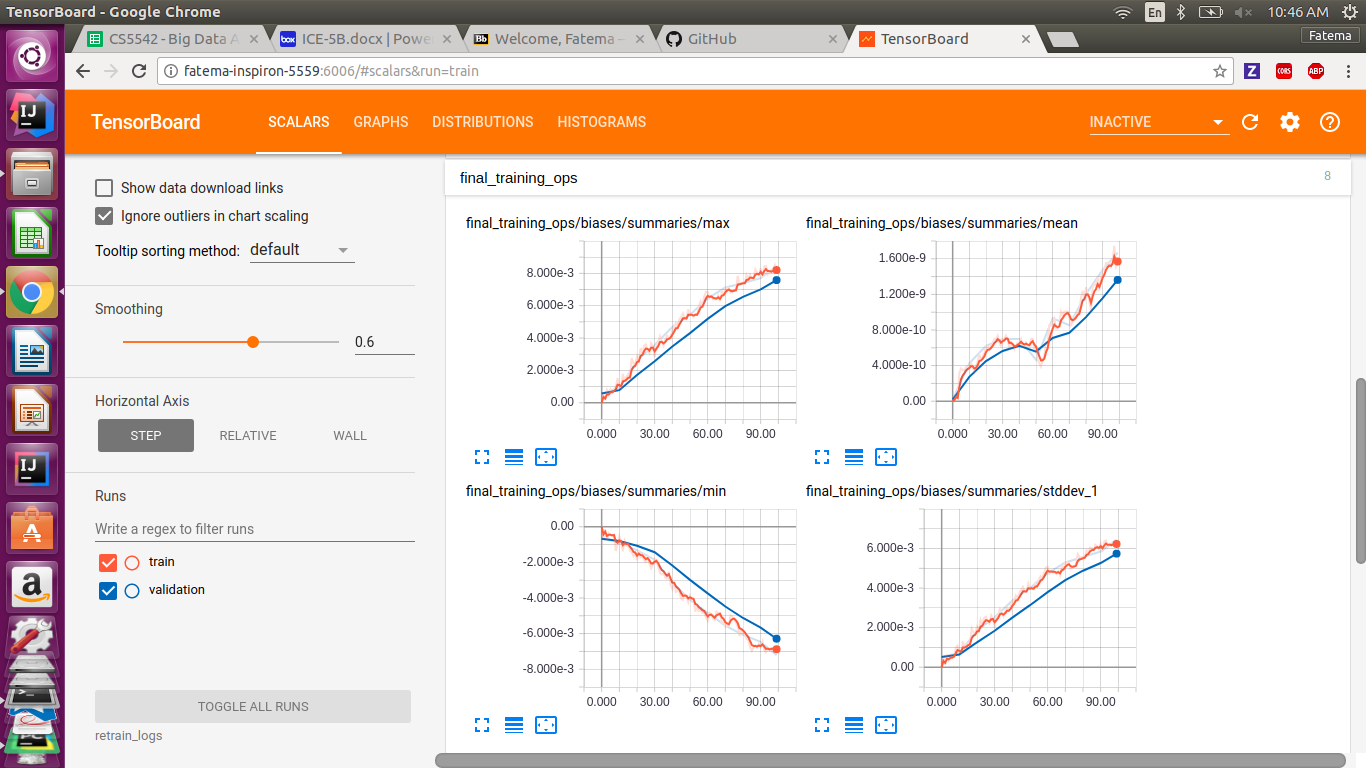 TensorBoard - Google Chrome
En
10:46 AM
CS5542 - Big Data A
ICE-5B.docx | Powe
Welcome, Fatema –
GitHub
TensorBoard
Fatema
fatema-inspiron-5559:6006/#scalars&run=train
TensorBoard
SCALARS
GRAPHS
DISTRIBUTIONS
HISTOGRAMS
INACTIVE
Show data download links
Ignore outliers in chart scaling
Tooltip sorting method:
default
Smoothing
0.6
Horizontal Axis
STEP
RELATIVE
WALL
Runs
Write a regex to filter runs
train
validation
TOGGLE ALL RUNS
retrain_logs
final_training_ops
8
final_training_ops/biases/summaries/max
8.000e-3
6.000e-3
4.000e-3
2.000e-3
0.00
0.000 30.00 60.00 90.00
final_training_ops/biases/summaries/mean
1.600e-9
1.200e-9
8.000e-10
4.000e-10
0.00
0.000 30.00 60.00 90.00
final_training_ops/biases/summaries/min
0.00
-2.000e-3
-4.000e-3
-6.000e-3
-8.000e-3
0.000 30.00 60.00 90.00
final_training_ops/biases/summaries/stddev_1
6.000e-3
4.000e-3
2.000e-3
0.00
0.000 30.00 60.00 90.00